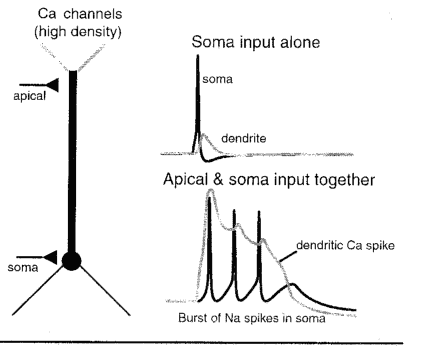 Ca channels
(high density)
apical
soma
Soma input alone
soma
dendrite
Apical & soma input together
dendritic Ca spike
Burst of Na spikes in soma